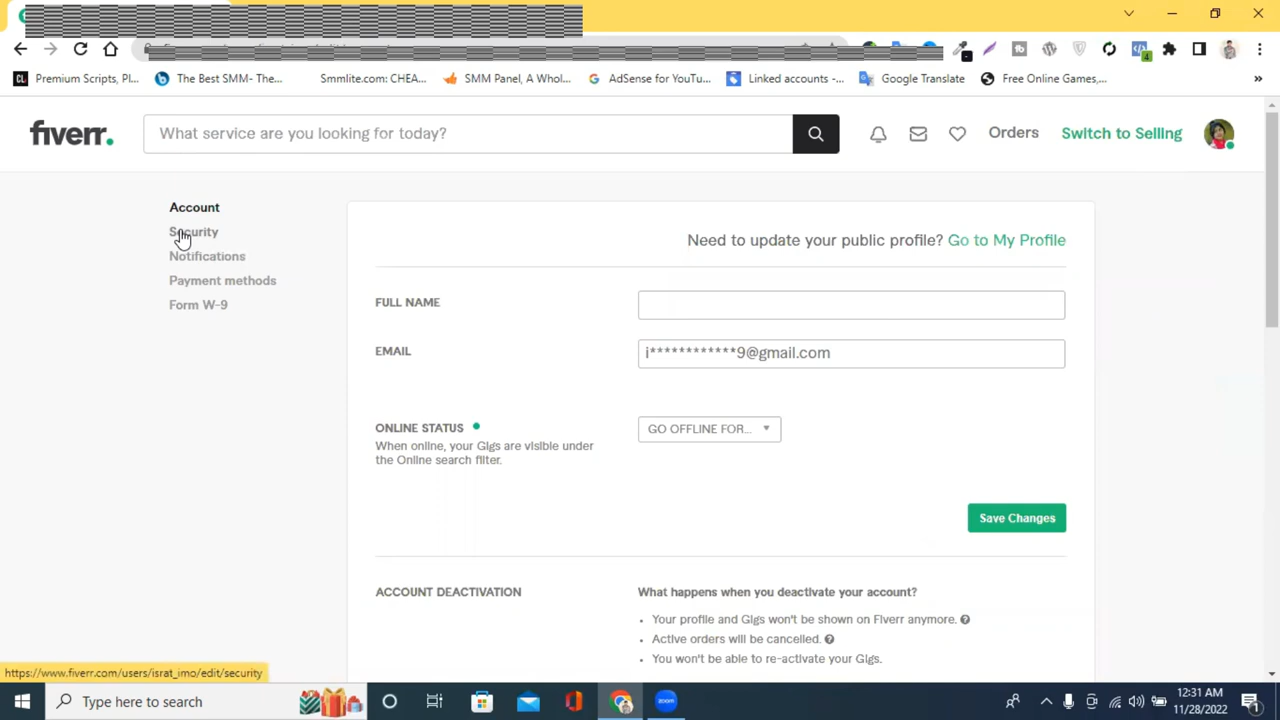 Premium Scripts, Pl... The Best SMM- The... Smmlite.com: CHEA... SMM Panel, A Whol... AdSense for YouTu... Linked accounts -... Google Translate Free Online Games,... »
4
fiverr. What service are you looking for today? Orders Switch to Selling
Account
Security
Notifications
Payment methods
Form W-9
Need to update your public profile? Go to My Profile
FULL NAME
EMAIL i************9@gmail.com
ONLINE STATUS GO OFFLINE FOR...
When online, your Gigs are visible under
the Online search filter.
Save Changes
ACCOUNT DEACTIVATION What happens when you deactivate your account?
• Your profile and Gigs won't be shown on Fiverr anymore.
• Active orders will be cancelled.
• You won't be able to re-activate your Gigs.
https://www.fiverr.com/users/israt_imo/edit/security
Type here to search
zoom
12:31 AM
11/28/2022
1